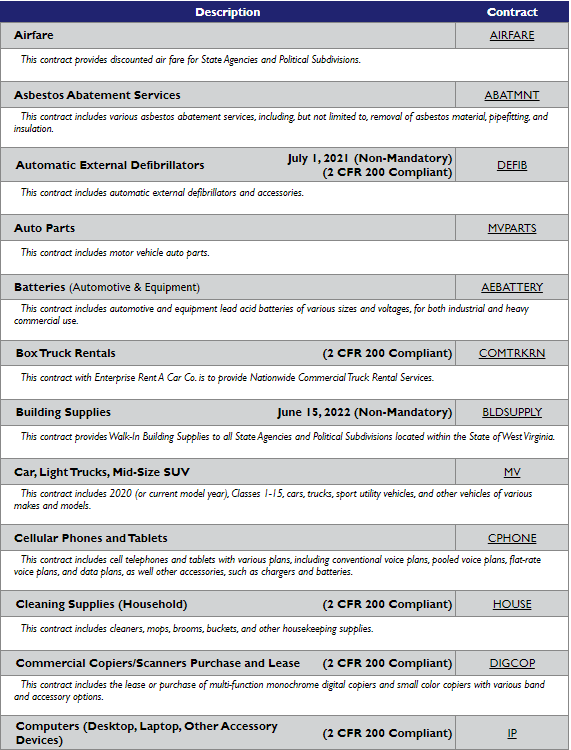 Description Contract
Airfare AIRFARE
This contract provides discounted air fare for State Agencies and Political Subdivisions.
Asbestos Abatement Services ABATMNT
This contract includes various asbestos abatement services, including, but not limited to, removal of asbestos material, pipefitting, and
insulation.
Automatic External Defibrillators July 1, 2021 (Non-Mandatory) DEFIB
(2 CFR 200 Compliant)
This contract includes automatic external defibrillators and accessories.
Auto Parts MVPARTS
This contract includes motor vehicle auto parts.
Batteries (Automotive & Equipment) AEBATTERY
This contract includes automotive and equipment lead acid batteries of various sizes and voltages, for both industrial and heavy
commercial use.
Box Truck Rentals (2 CFR 200 Compliant) COMTRKRN
This contract with Enterprise Rent A Car Co. is to provide Nationwide Commercial Truck Rental Services.
Building Supplies June 15, 2022 (Non-Mandatory) BLDSUPPLY
This contract provides Walk-In Building Supplies to all State Agencies and Political Subdivisions located within the State of West Virginia.
Car, Light Trucks, Mid-Size SUV MV
This contract includes 2020 (or current model year), Classes 1-15, cars, trucks, sport utility vehicles, and other vehicles of various
makes and models.
Cellular Phones and Tablets CPHONE
This contract includes cell telephones and tablets with various plans, including conventional voice plans, pooled voice plans, flat-rate
voice plans, and data plans, as well other accessories, such as chargers and batteries.
Cleaning Supplies (Household) (2 CFR 200 Compliant) HOUSE
This contract includes cleaners, mops, brooms, buckets, and other housekeeping supplies.
Commercial Copiers/Scanners Purchase and Lease (2 CFR 200 Compliant) DIGCOP
This contract includes the lease or purchase of multi-function monochrome digital copiers and small color copiers with various band
and accessory options.
Computers (Desktop, Laptop, Other Accessory (2 CFR 200 Compliant) IP
Devices)